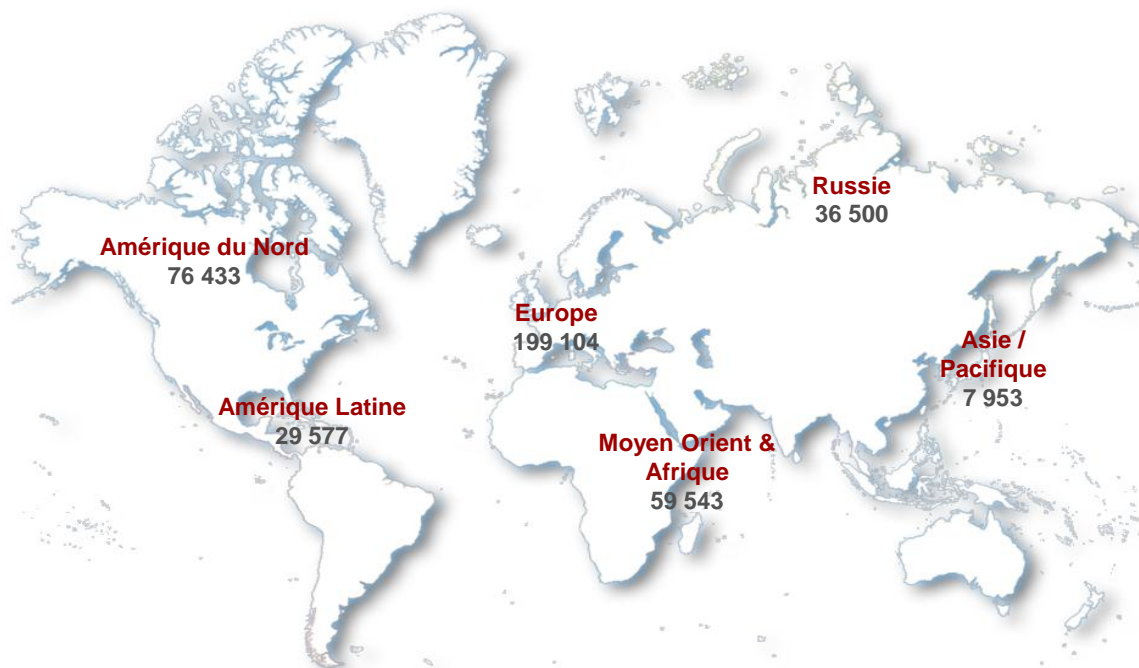 Russie
36 500
Amérique du Nord
76 433
Europe
199 104
Asie /
Pacifique
7 953
Amérique Latine
29 577
Moyen Orient &
Afrique
59 543